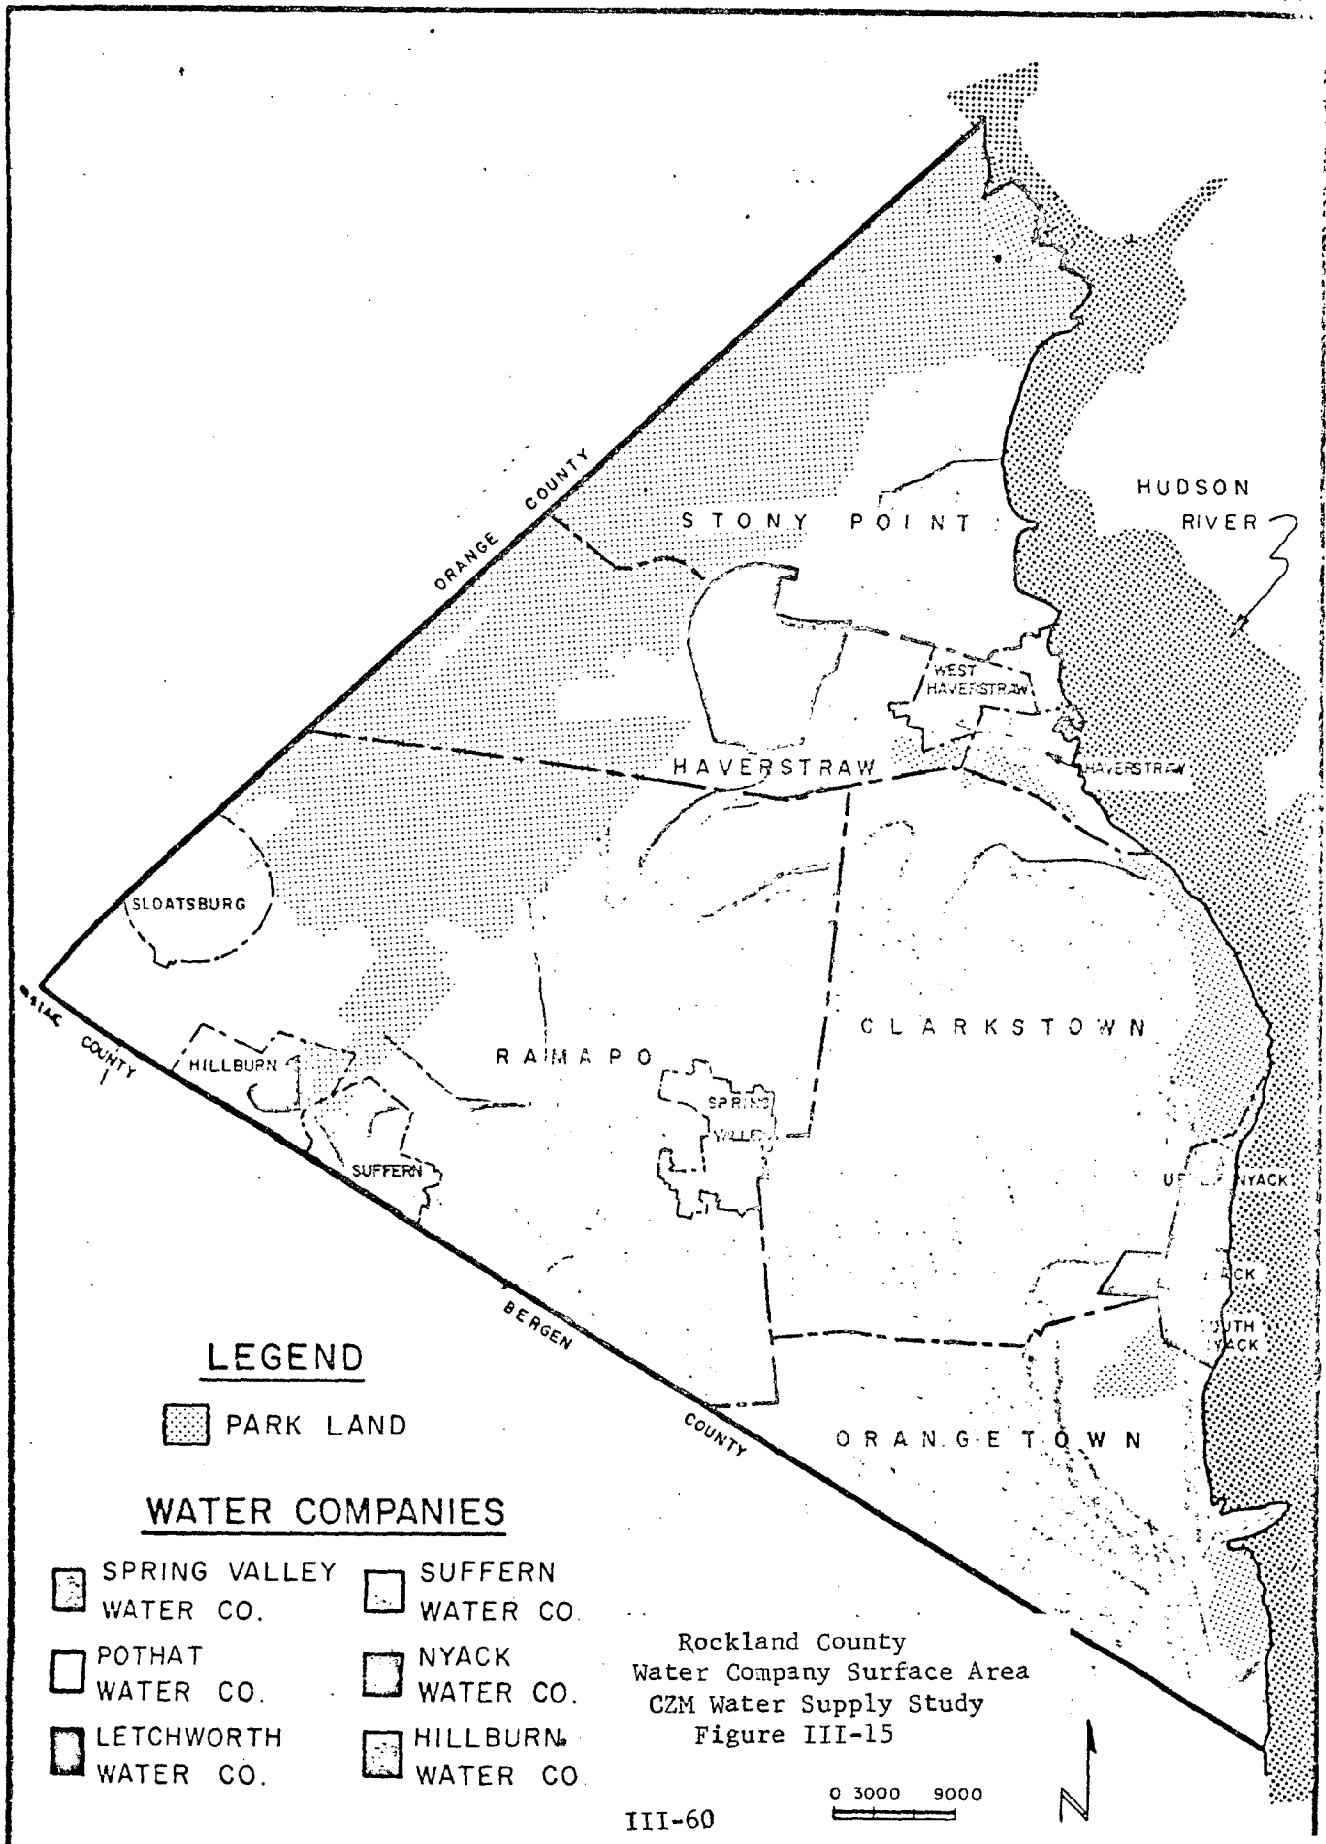 HUDSON
RIVER
ORANGE COUNTY
STONY POINT
WEST
HAVERSTRAW
HAVERSTRAW
HAVERSTRAW
SLOATSBURG
CLARKSTOWN
COUNTY
HILLBURN
RAMAPO
SPRING
SUFFERN
NYACK
BERGEN
COUNTY
ORANGETOWN
LEGEND
PARK LAND
WATER COMPANIES
SPRING VALLEY
WATER CO.
POTHAT
WATER CO.
LETCHWORTH
WATER CO.
SUFFERN
WATER CO.
NYACK
WATER CO.
HILLBURN
WATER CO
Rockland County
Water Company Surface Area
CZM Water Supply Study
Figure III-15
0 3000 9000
N
III-60